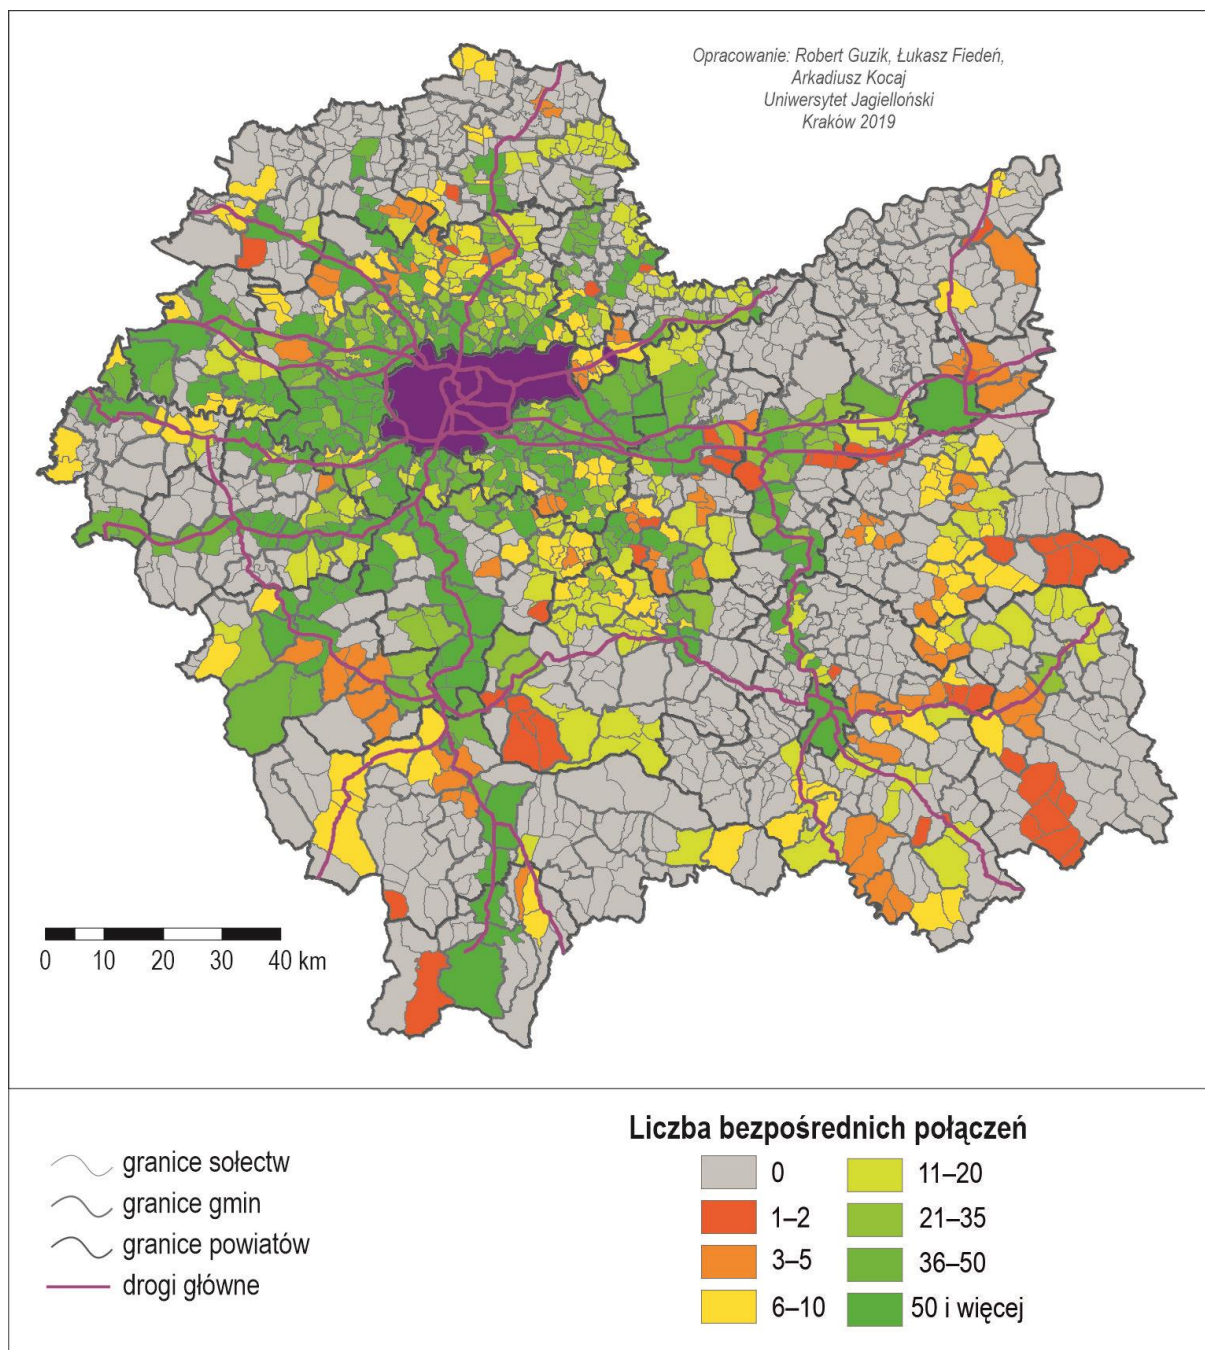 Opracowanie: Robert Guzik, Łukasz Fiedeń,
Arkadiusz Kocaj
Uniwersytet Jagielloński
Kraków 2019
0 10 20 30 40 km
Liczba bezpośrednich połączeń
granice sołectw
granice gmin
granice powiatów
drogi główne
0
1–2
3–5
6–10
11–20
21–35
36–50
50 i więcej